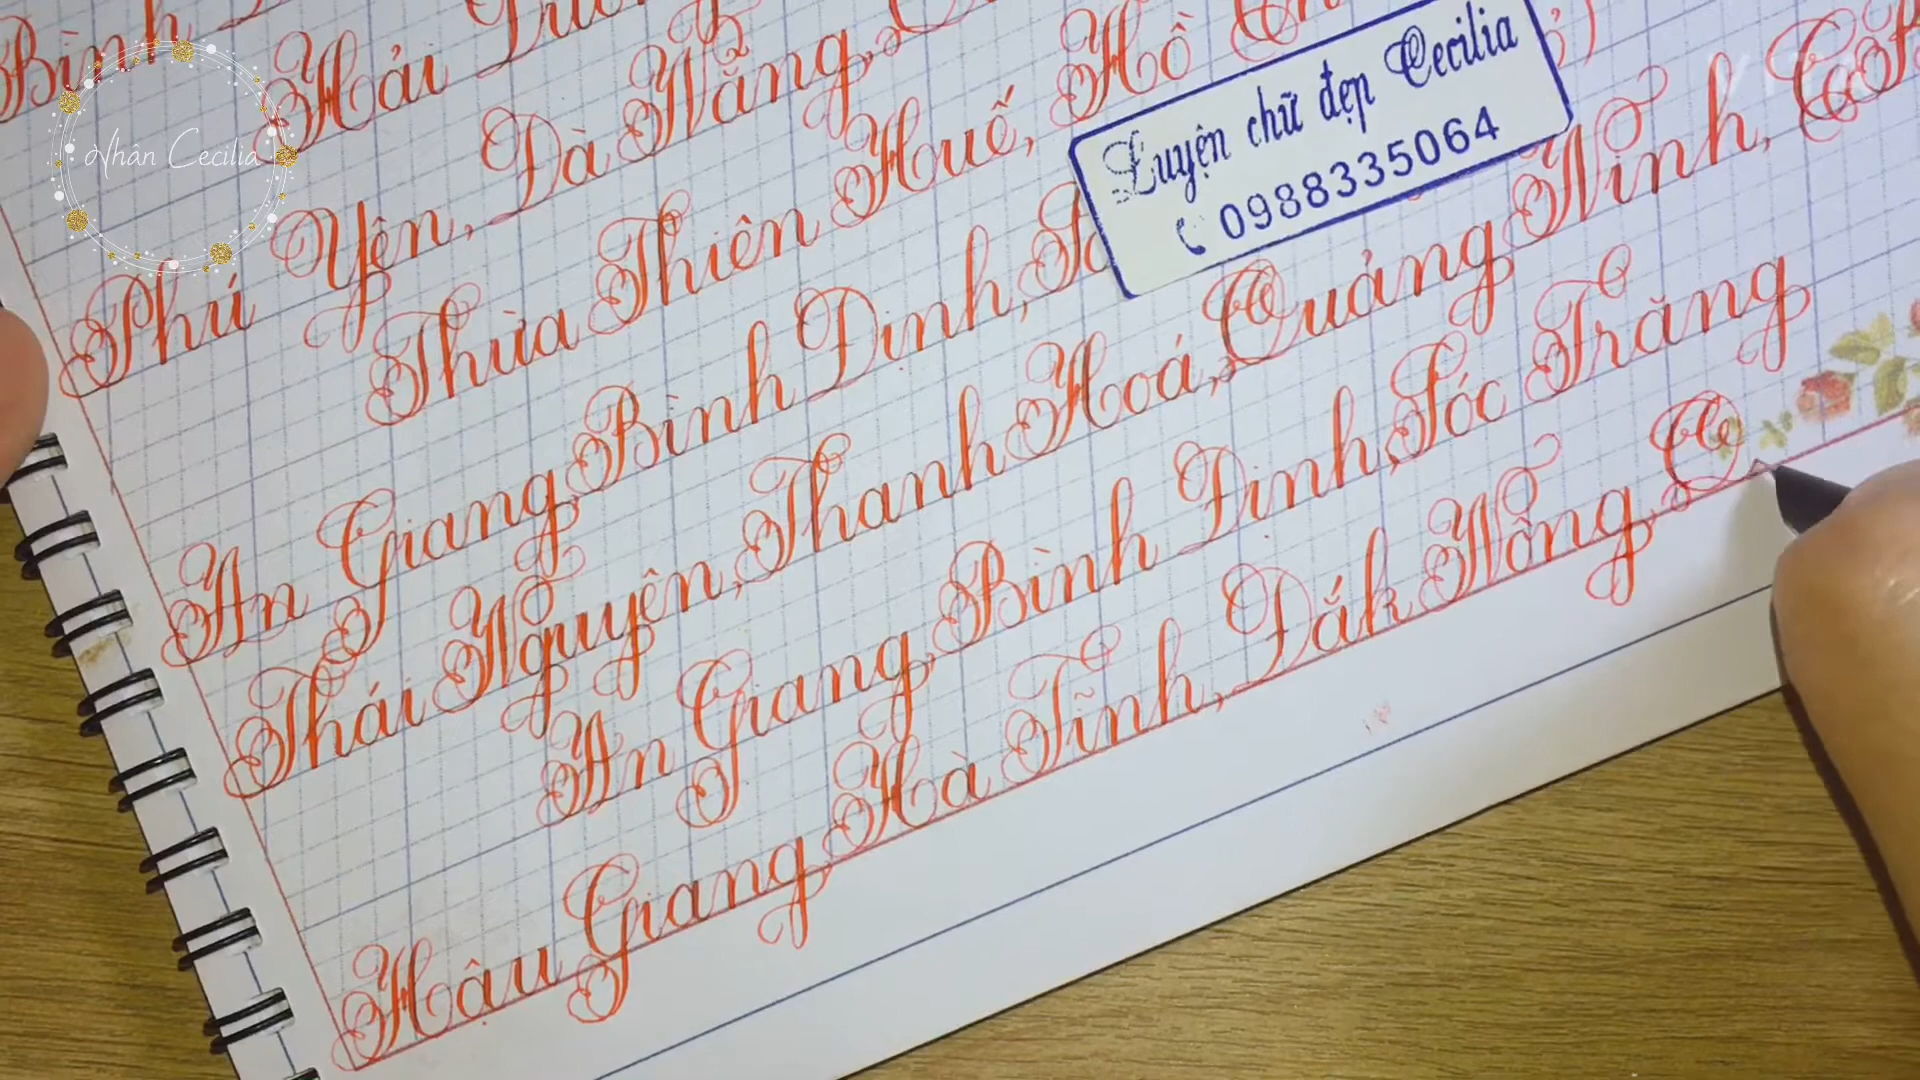 Bình
Hải
Phú Yên, Đà Nẵng,
Thừa Thiên Huế, Hồ
An Giang, Bình Định,
Thái Nguyên, Thanh Hoá, Quảng Ninh,
An Giang, Bình Định, Sóc Trăng
Hậu Giang, Hà Tĩnh, Đắk Nông,
Luyện chữ đẹp Cecilia
0988335064
Nhân Cecilia